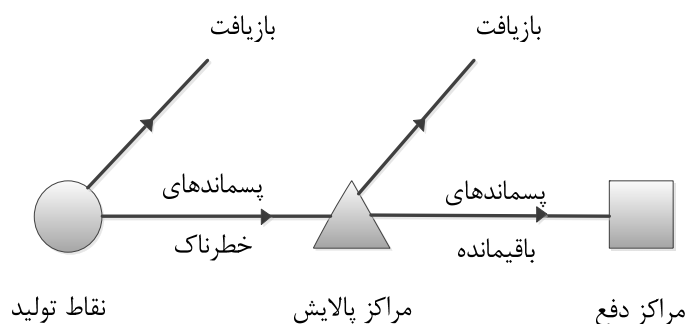 بازیافت
بازیافت
پسماندهای
خطرناک
پسماندهای
باقیمانده
نقاط تولید
مراکز پالایش
مراکز دفع